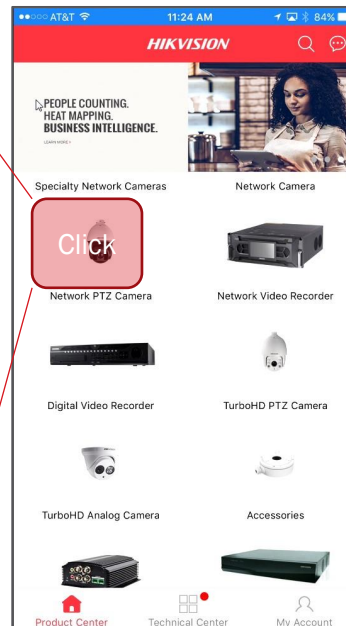 AT&T 11:24 AM 84%
HIKVISION
PEOPLE COUNTING.
HEAT MAPPING.
BUSINESS INTELLIGENCE.
LEARN MORE >
Specialty Network Cameras Network Camera
Click
Network PTZ Camera Network Video Recorder
Digital Video Recorder TurboHD PTZ Camera
TurboHD Analog Camera Accessories
Product Center Technical Center My Account